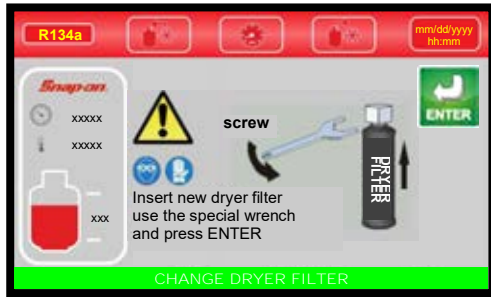 R134a
mm/dd/yyyy
hh:mm
Snap-on
xxxxx
xxxxx
xxx
screw
DRYER
FILTER
ENTER
Insert new dryer filter
use the special wrench
and press ENTER
CHANGE DRYER FILTER